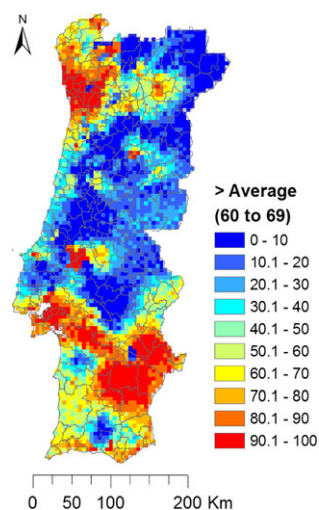 N
> Average
(60 to 69)
0 - 10
10.1 - 20
20.1 - 30
30.1 - 40
40.1 - 50
50.1 - 60
60.1 - 70
70.1 - 80
80.1 - 90
90.1 - 100
0 50 100 200 Km